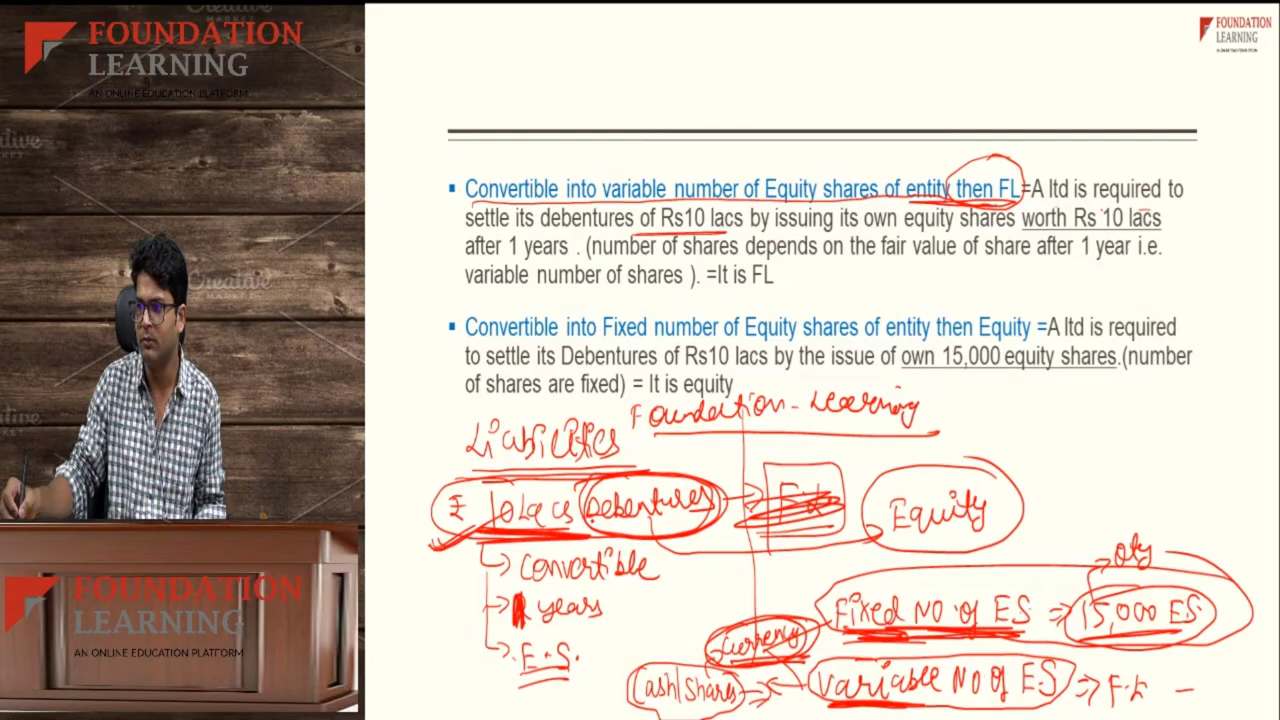 FOUNDATION
LEARNING
AN ONLINE EDUCATION PLATFORM
FOUNDATION
LEARNING
Convertible into variable number of Equity shares of entity then FL=A ltd is required to
settle its debentures of Rs10 lacs by issuing its own equity shares worth Rs 10 lacs
after 1 years . (number of shares depends on the fair value of share after 1 year i.e.
variable number of shares ). =It is FL
Convertible into Fixed number of Equity shares of entity then Equity =A ltd is required
to settle its Debentures of Rs10 lacs by the issue of own 15,000 equity shares.(number
of shares are fixed) = It is equity
Foundation-Learning
Liabilities
₹ 10 Lacs Debentures
Equity
Convertible
years
E.S.
Qty
Fixed No. of ES ⇒ 15,000 ES
Currency
Cash/Shares
Variable No of ES ⇒ F.L
FOUNDATION
LEARNING
AN ONLINE EDUCATION PLATFORM
Creative
MARKET
Creative